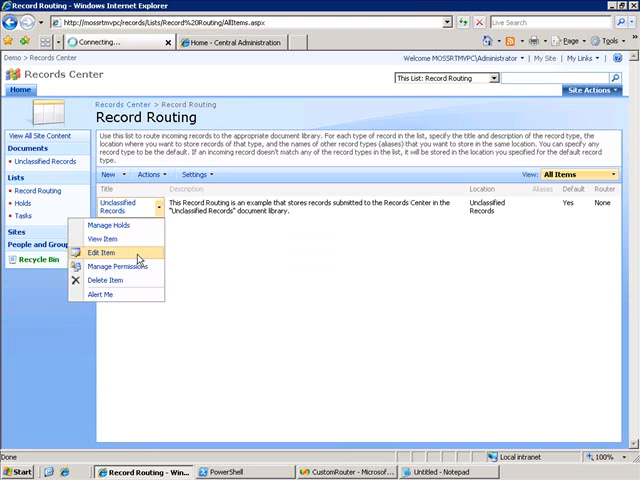 Record Routing - Windows Internet Explorer
http://mossrtmvpc/records/Lists/Record%20Routing/AllItems.aspx
Live Search
Connecting...
Home - Central Administration
Page
Tools
Demo > Records Center
Welcome MOSSRTMVPC\Administrator
My Site
My Links
Records Center
This List: Record Routing
Home
Site Actions
Records Center > Record Routing
Record Routing
View All Site Content
Documents
Unclassified Records
Lists
Record Routing
Holds
Tasks
Sites
People and Group
Recycle Bin
Use this list to route incoming records to the appropriate document library. For each type of record in the list, specify the title and description of the record type, the
location where you want to store records of that type, and the names of other record types (aliases) that you want to store in the same location. You can specify
any record type to be the default. If an incoming record doesn't match any of the record types in the list, it will be stored in the location you specified for the default record
type.
New
Actions
Settings
View: All Items
Title
Description
Location
Aliases
Default
Router
Unclassified
Records
This Record Routing is an example that stores records submitted to the Records Center in the
"Unclassified Records" document library.
Unclassified
Records
Yes
None
Manage Holds
View Item
Edit Item
Manage Permissions
Delete Item
Alert Me
Done
Local intranet
100%
Start
Record Routing - Win...
PowerShell
CustomRouter - Microsof...
Untitled - Notepad